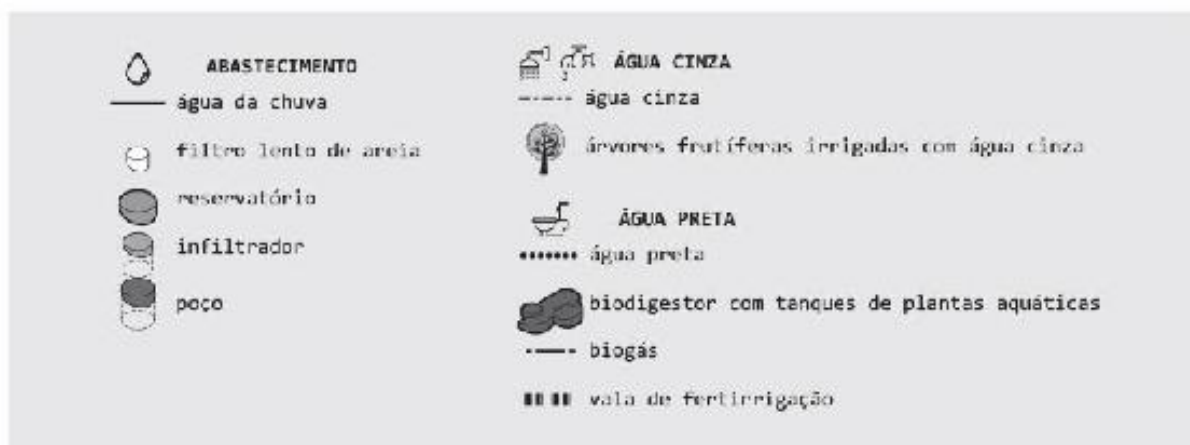 ABASTECIMENTO
água da chuva
filtro lento de areia
reservatório
infiltrador
poço
ÁGUA CINZA
água cinza
árvores frutíferas irrigadas com água cinza
ÁGUA PRETA
água preta
biodigestor com tanques de plantas aquáticas
biogás
vala de fertirrigação